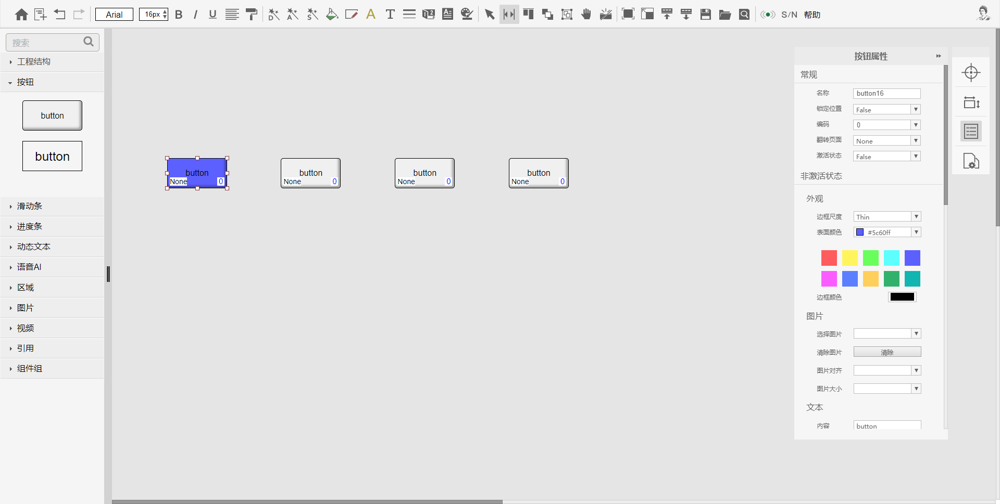 Arial
16px
B
I
U
D
A
S
A
T
S/N
帮助
搜索
工程结构
按钮
button
button
滑动条
进度条
动态文本
语音AI
区域
图片
视频
引用
组件组
button
None 0
button
None 0
button
None 0
button
None 0
按钮属性
常规
名称 button16
锁定位置 False
编码 0
翻转页面 None
激活状态 False
非激活状态
外观
边框尺度 Thin
表面颜色 #5c60ff
边框颜色
图片
选择图片
清除图片 清除
图片对齐
图片大小
文本
内容 button